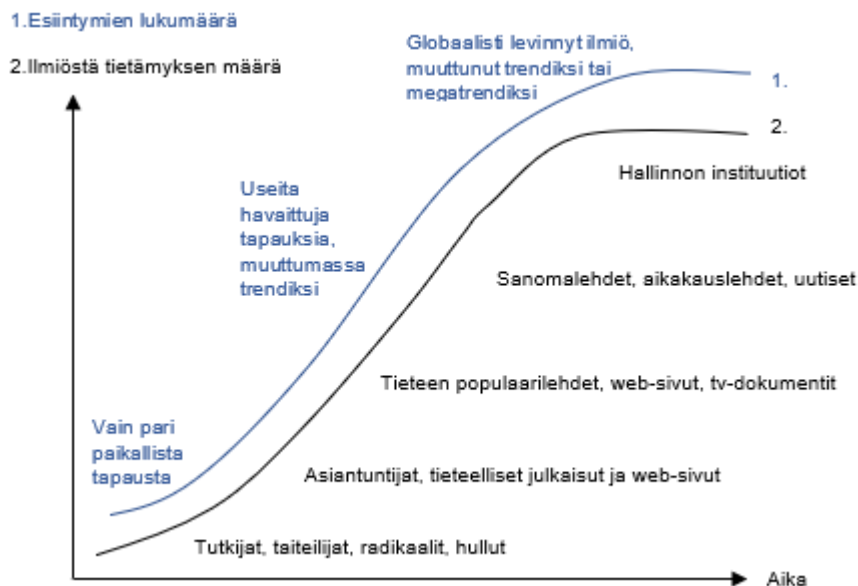 1.Esiintymien lukumäärä
2.Ilmiöstä tietämyksen määrä
Globaalisti levinnyt ilmiö,
muuttunut trendiksi tai
megatrendiksi
1.
2.
Hallinnon instituutiot
Useita
havaittuja
tapauksia,
muuttumassa
trendiksi
Sanomalehdet, aikakauslehdet, uutiset
Tieteen populaarilehdet, web-sivut, tv-dokumentit
Vain pari
paikallista
tapausta
Asiantuntijat, tieteelliset julkaisut ja web-sivut
Tutkijat, taiteilijat, radikaalit, hullut
Aika